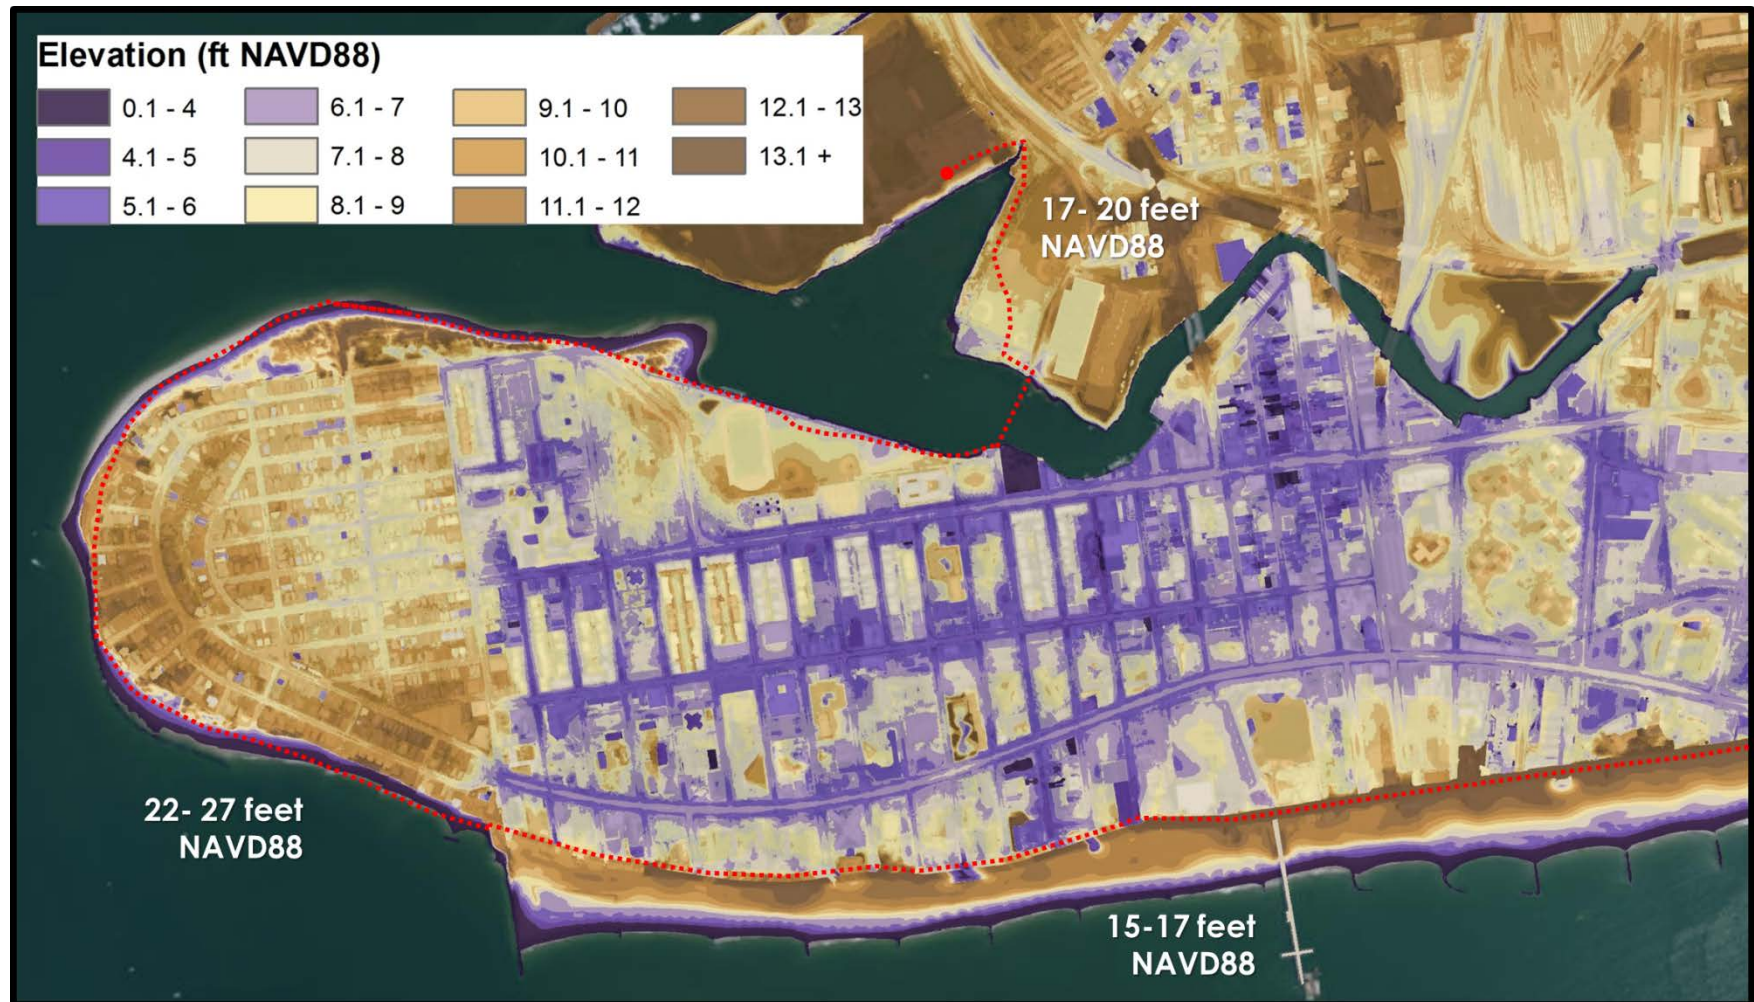 Elevation (ft NAVD88)
0.1 - 4
6.1 - 7
9.1 - 10
12.1 - 13
4.1 - 5
7.1 - 8
10.1 - 11
13.1 +
5.1 - 6
8.1 - 9
11.1 - 12
17- 20 feet
NAVD88
22- 27 feet
NAVD88
15-17 feet
NAVD88